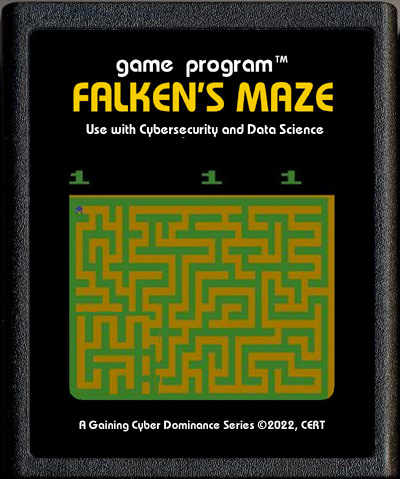 game program™
FALKEN'S MAZE
Use with Cybersecurity and Data Science
1 1 1
A Gaining Cyber Dominance Series ©2022, CERT